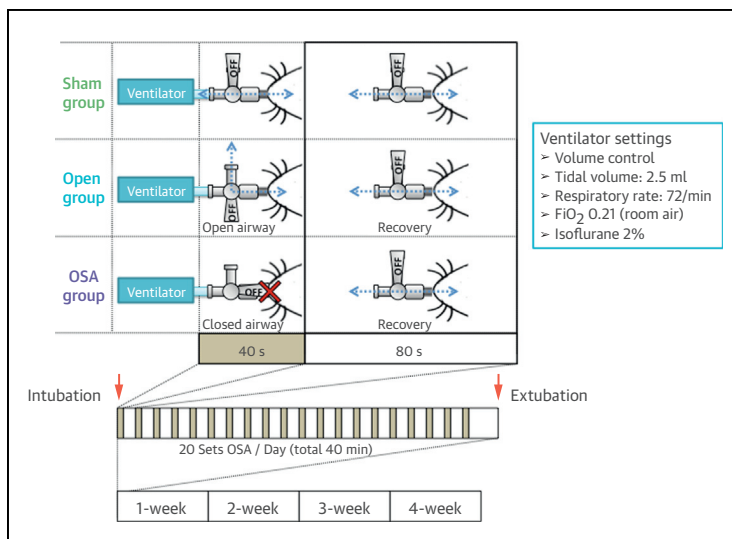 Sham
group
Ventilator
OFF
OFF
Open
group
Ventilator
OFF
Open airway
OFF
Recovery
OSA
group
Ventilator
OFF
Closed airway
OFF
Recovery
40 s
80 s
Ventilator settings
➢ Volume control
➢ Tidal volume: 2.5 ml
➢ Respiratory rate: 72/min
➢ FiO2 0.21 (room air)
➢ Isoflurane 2%
Intubation
Extubation
20 Sets OSA / Day (total 40 min)
1-week
2-week
3-week
4-week